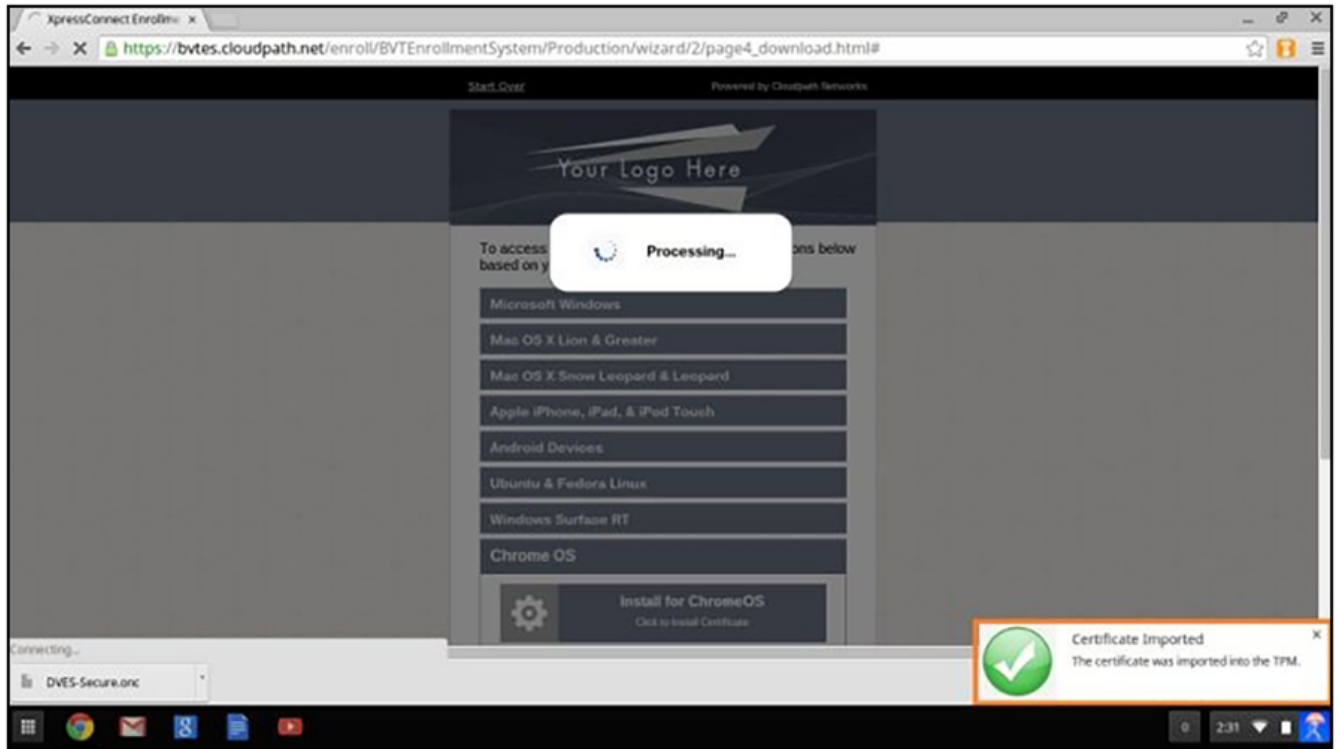 XpressConnect Enrollme
https://bvtes.cloudpath.net/enroll/BVTEnrollmentSystem/Production/wizard/2/page4_download.html#
Start Over Powered by Cloudpath Networks
Your Logo Here
To access ons below
based on y
Processing...
Microsoft Windows
Mac OS X Lion & Greater
Mac OS X Snow Leopard & Leopard
Apple iPhone, iPad, & iPod Touch
Android Devices
Ubuntu & Fedora Linux
Windows Surface RT
Chrome OS
Install for ChromeOS
Click to Install Certificate
Certificate Imported
The certificate was imported into the TPM.
Connecting...
DVES-Secure.onc
8
0 2:31